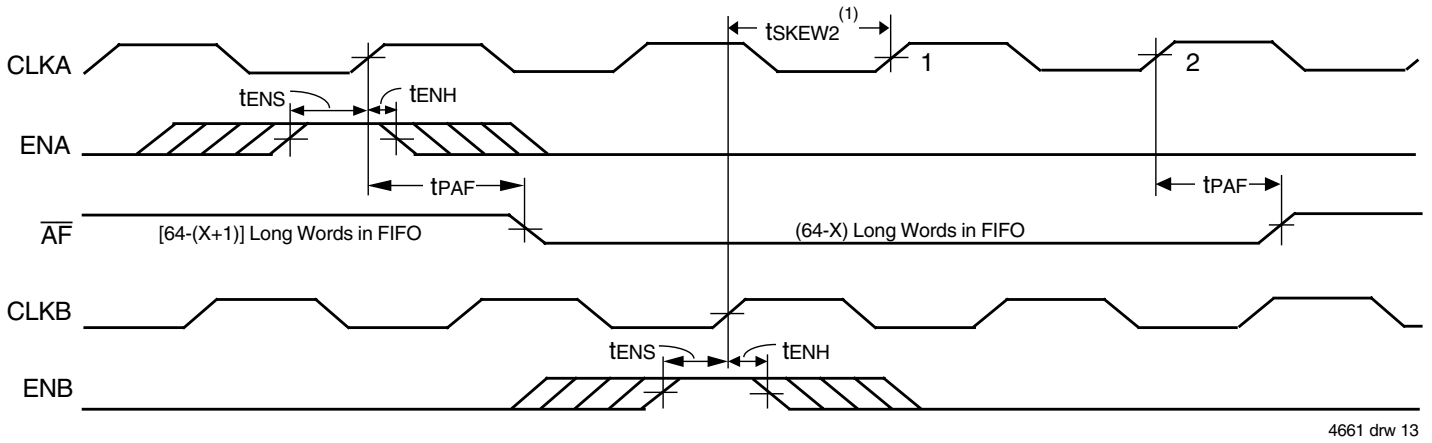 tSKEW2(1)
CLKA
1
2
tENS
tENH
ENA
tPAF
tPAF
AF
[64-(X+1)] Long Words in FIFO
(64-X) Long Words in FIFO
CLKB
tENS
tENH
ENB
4661 drw 13